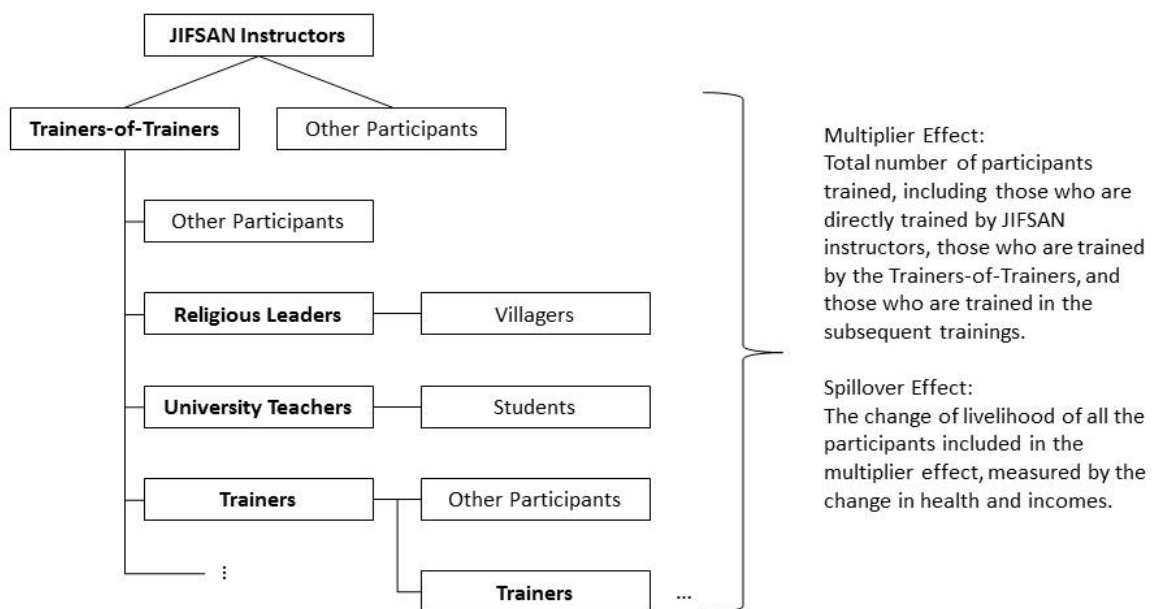 JIFSAN Instructors
Trainers-of-Trainers
Other Participants
Other Participants
Religious Leaders
Villagers
University Teachers
Students
Trainers
Other Participants
⋮
Trainers
...
Multiplier Effect:
Total number of participants
trained, including those who are
directly trained by JIFSAN
instructors, those who are trained
by the Trainers-of-Trainers, and
those who are trained in the
subsequent trainings.
Spillover Effect:
The change of livelihood of all the
participants included in the
multiplier effect, measured by the
change in health and incomes.